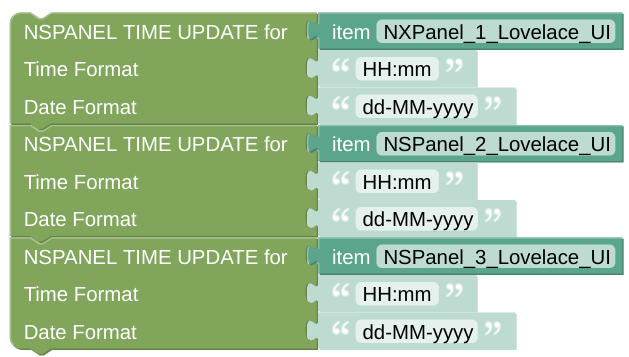 NSPANEL TIME UPDATE for item NXPanel_1_Lovelace_UI
Time Format “ HH:mm ”
Date Format “ dd-MM-yyyy ”
NSPANEL TIME UPDATE for item NSPanel_2_Lovelace_UI
Time Format “ HH:mm ”
Date Format “ dd-MM-yyyy ”
NSPANEL TIME UPDATE for item NSPanel_3_Lovelace_UI
Time Format “ HH:mm ”
Date Format “ dd-MM-yyyy ”